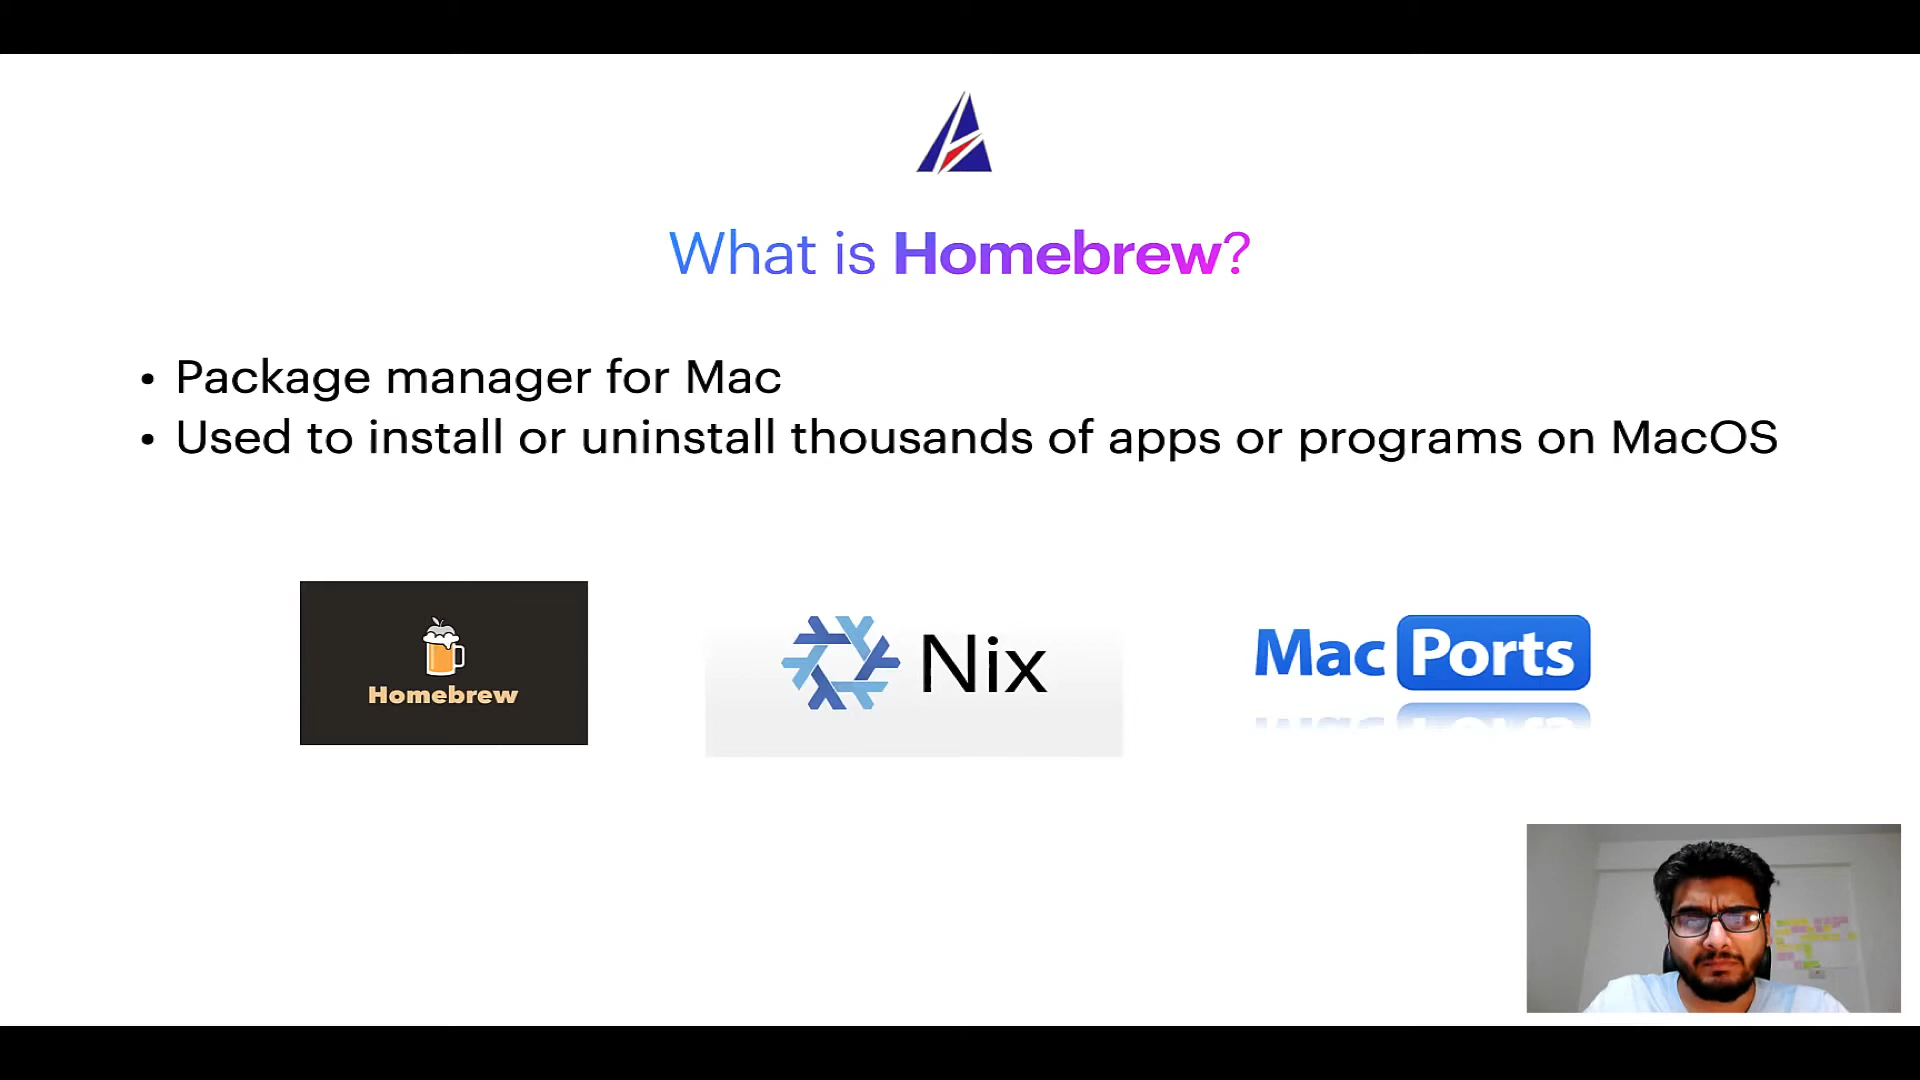 What is Homebrew?
• Package manager for Mac
• Used to install or uninstall thousands of apps or programs on MacOS
Homebrew
Nix
Mac Ports